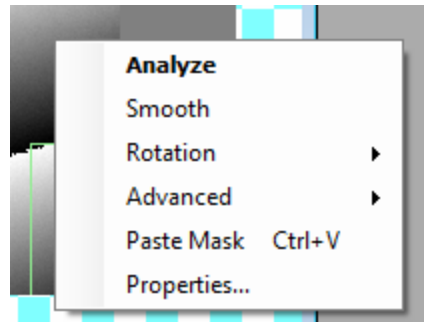 Analyze
Smooth
Rotation
Advanced
Paste Mask Ctrl+V
Properties...